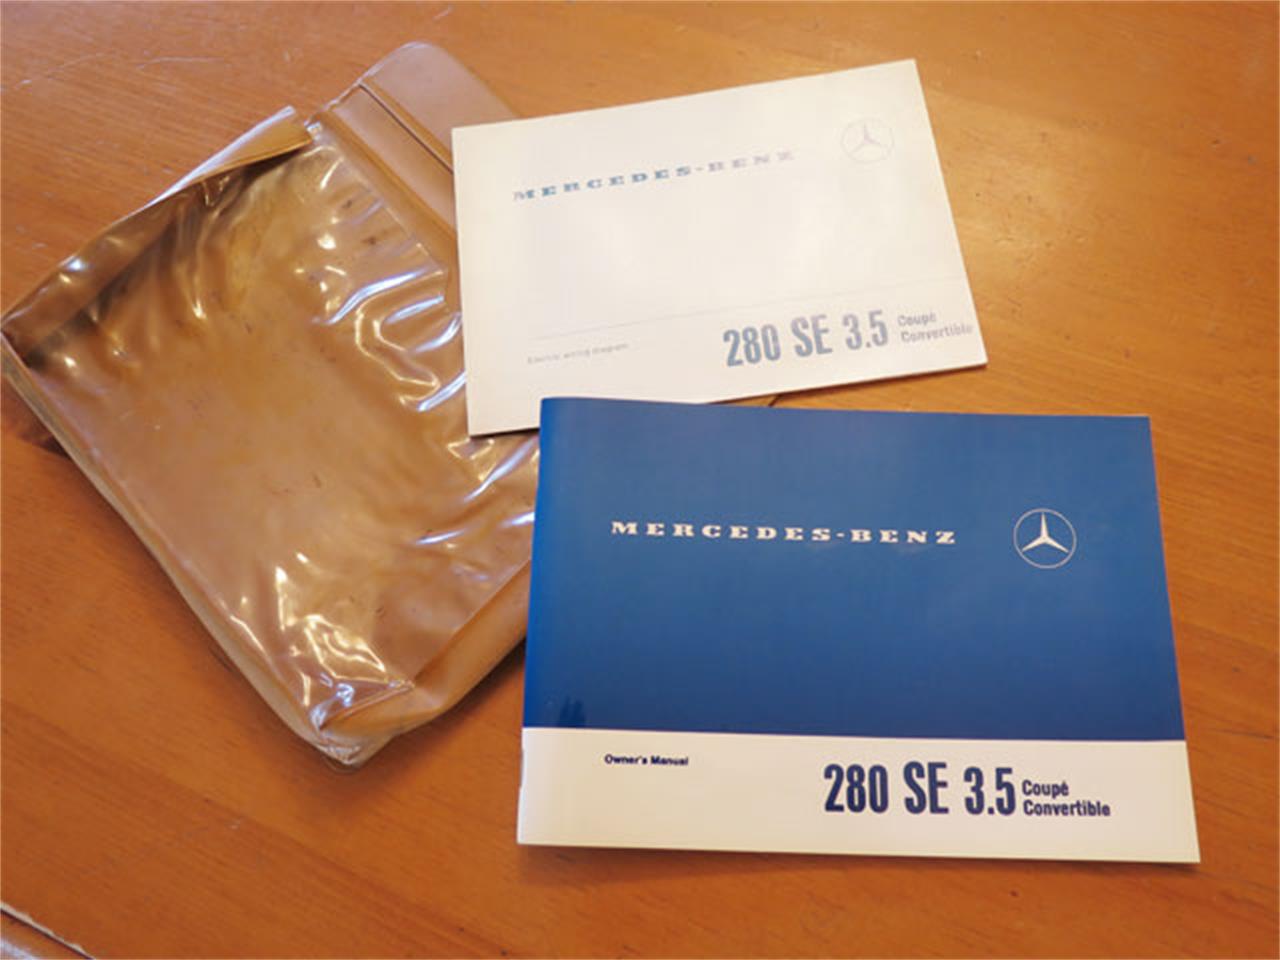 MERCEDES-BENZ
Electric wiring diagram
280 SE 3.5 Coupé
Convertible
MERCEDES-BENZ
Owner's Manual
280 SE 3.5 Coupé
Convertible